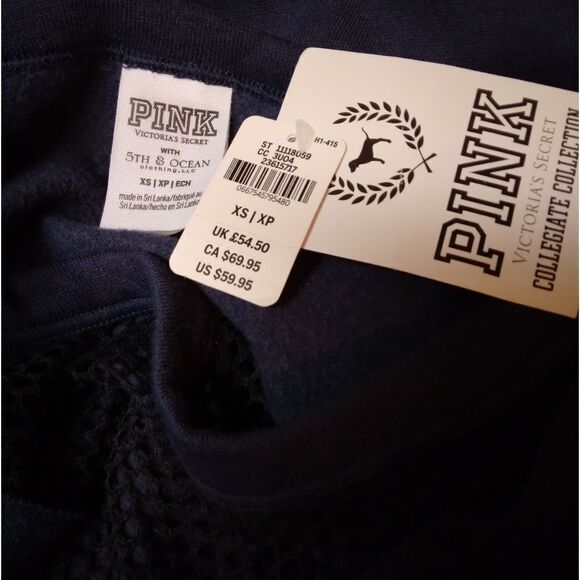 PINK
VICTORIA'S SECRET
WITH
5TH & OCEAN
clothing, LLC
XS | XP | ECH
made in Sri Lanka/fabriqué au
Sri Lanka/hecho en Sri Lanka
H1-415
ST 11118059
CC 3U04
23615717
0667545795480
XS | XP
UK £54.50
CA $69.95
US $59.95
PINK
VICTORIA'S SECRET
COLLEGIATE COLLECTION